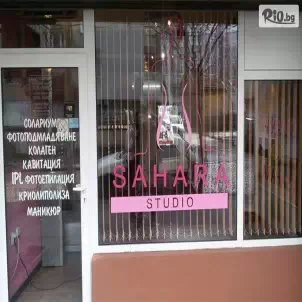 Rio.bg
СОЛАРИУМ
ФОТОПОДМЛАДЯВАНЕ
КОЛАГЕН
КАВИТАЦИЯ
IPL ФОТОЕПИЛАЦИЯ
КРИОЛИПОЛИЗА
МАНИКЮР
SAHARA
STUDIO